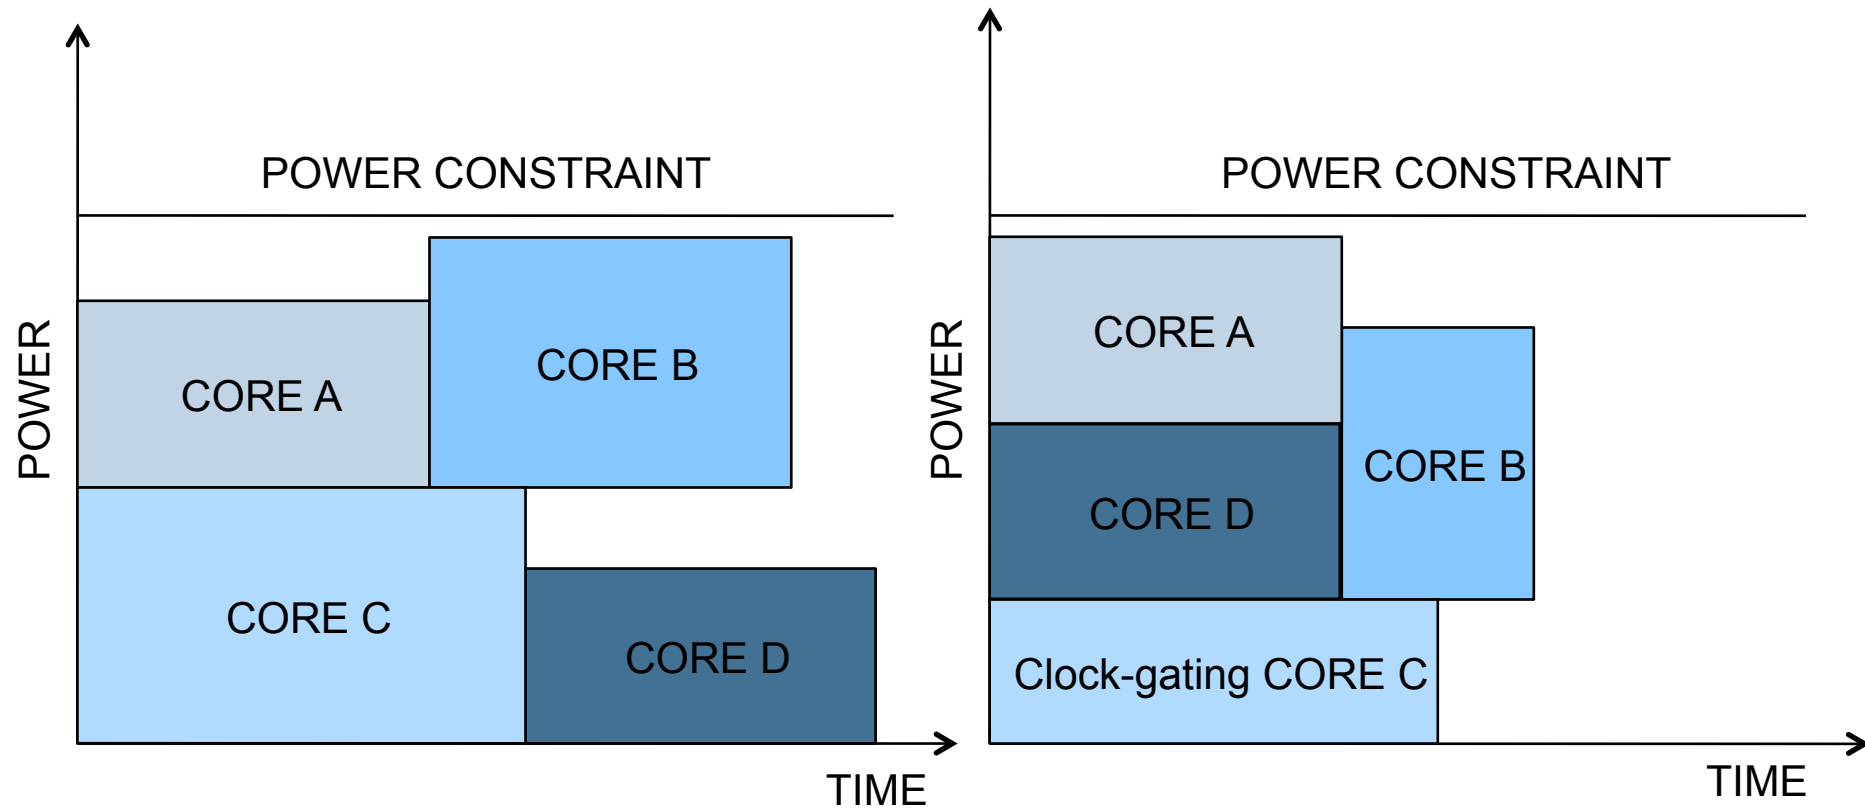 POWER CONSTRAINT
POWER
CORE A
CORE B
CORE C
CORE D
TIME
POWER CONSTRAINT
POWER
CORE A
CORE D
CORE B
Clock-gating CORE C
TIME